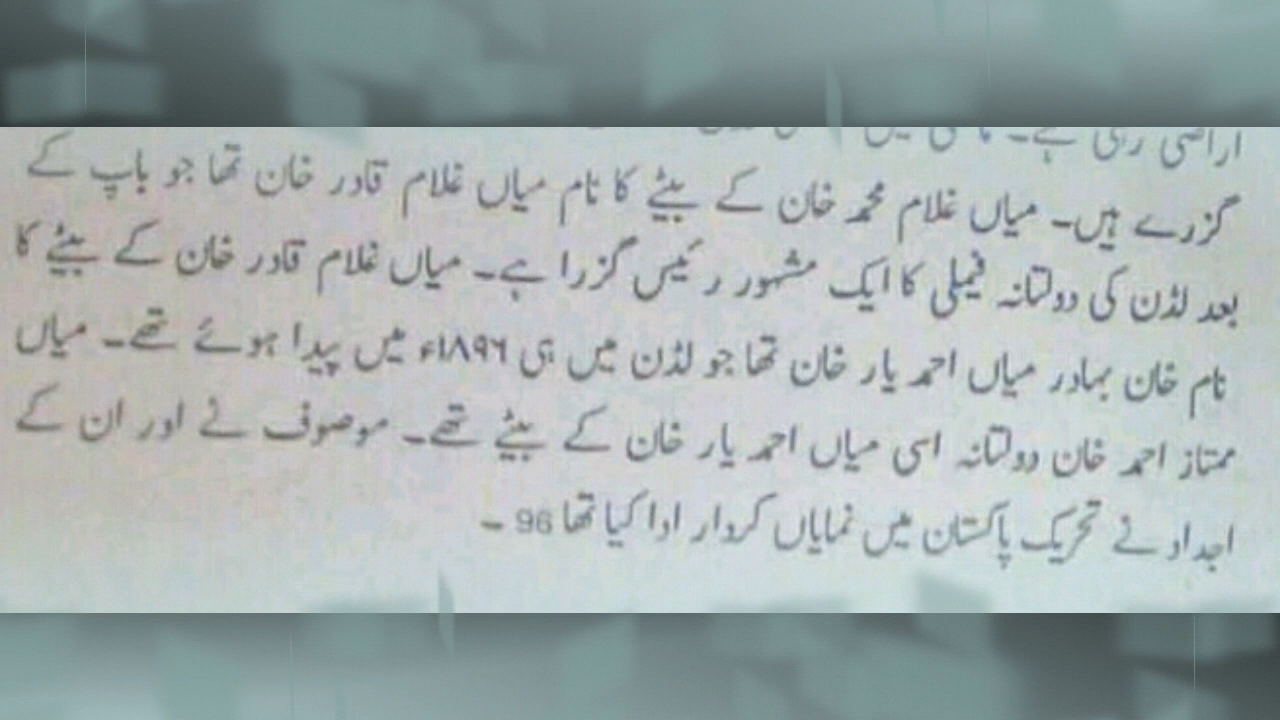 اراضی رہی ہے۔
گزرے ہیں۔ میاں غلام محمد خان کے بیٹے کا نام میاں غلام قادر خان تھا جو باپ کے
بعد لڈن کی دولتانہ فیملی کا ایک مشہور رئیس گزرا ہے۔ میاں غلام قادر خان کے بیٹے کا
نام خان بہادر میاں احمد یار خان تھا جو لڈن میں ہی ۱۸۹۶ء میں پیدا ہوئے تھے۔ میاں
ممتاز احمد خان دولتانہ اسی میاں احمد یار خان کے بیٹے تھے۔ موصوف نے اور ان کے
اجداد نے تحریک پاکستان میں نمایاں کردار ادا کیا تھا 96 ۔